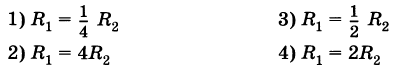 1) R₁ = 1/4 R₂
2) R₁ = 4R₂
3) R₁ = 1/2 R₂
4) R₁ = 2R₂